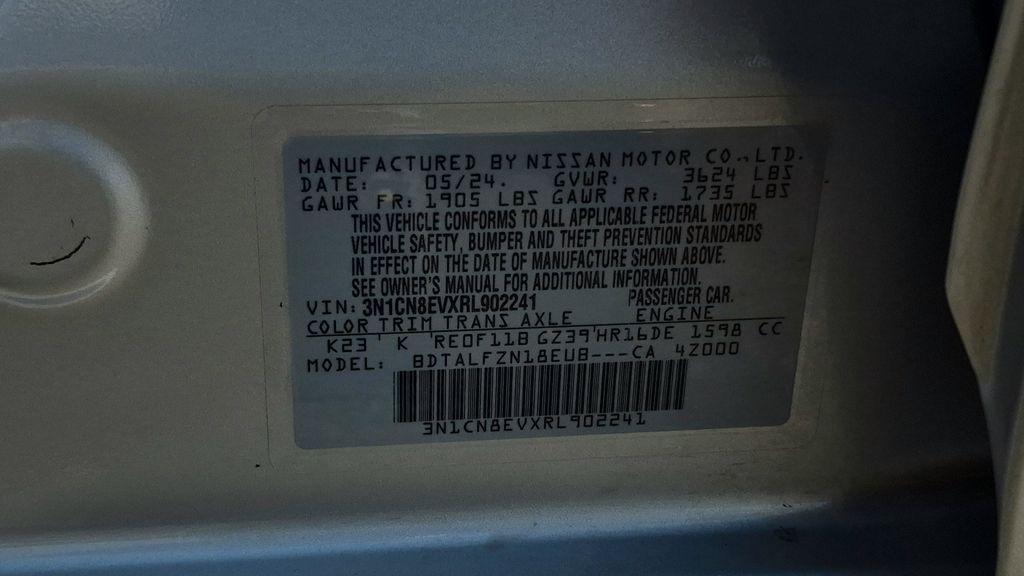 MANUFACTURED BY NISSAN MOTOR CO., LTD.
DATE: 05/24. GVWR: 3624 LBS
GAWR FR: 1905 LBS GAWR RR: 1735 LBS
THIS VEHICLE CONFORMS TO ALL APPLICABLE FEDERAL MOTOR
VEHICLE SAFETY, BUMPER AND THEFT PREVENTION STANDARDS
IN EFFECT ON THE DATE OF MANUFACTURE SHOWN ABOVE.
SEE OWNER'S MANUAL FOR ADDITIONAL INFORMATION.
VIN: 3N1CN8EVXRL902241 PASSENGER CAR.
COLOR TRIM TRANS AXLE ENGINE
K23 ' K 'RE0F11B GZ39'HR16DE 1598 CC
MODEL: BDTALFZN18EUB---CA 4Z000
3N1CN8EVXRL902241